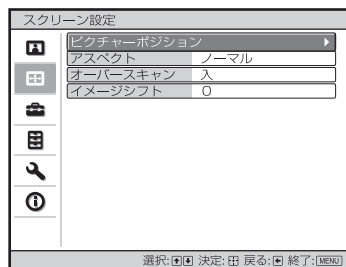 スクリーン設定
ピクチャーポジション
アスペクト ノーマル
オーバースキャン 入
イメージシフト 0
選択: 決定: 戻る: 終了:MENU